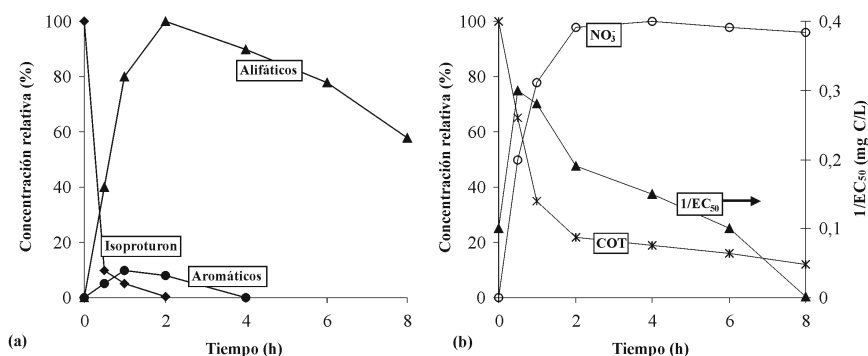 Concentración relativa (%)
100
80
60
40
20
0
Alifáticos
Isoproturon
Aromáticos
0 2 4 6 8
Tiempo (h)
(a)
Concentración relativa (%)
100
80
60
40
20
0
NO₃⁻
1/EC₅₀
COT
0 2 4 6 8
Tiempo (h)
(b)
0,4
0,3
0,2
0,1
0
1/EC₅₀ (mg C/L)